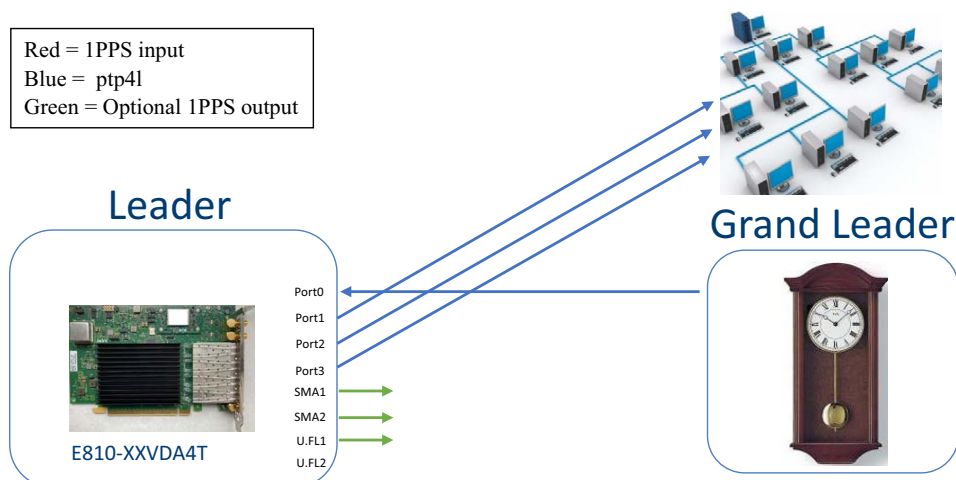 Red = 1PPS input
Blue = ptp4l
Green = Optional 1PPS output
Leader
Grand Leader
Port0
Port1
Port2
Port3
SMA1
SMA2
U.FL1
U.FL2
E810-XXVDA4T